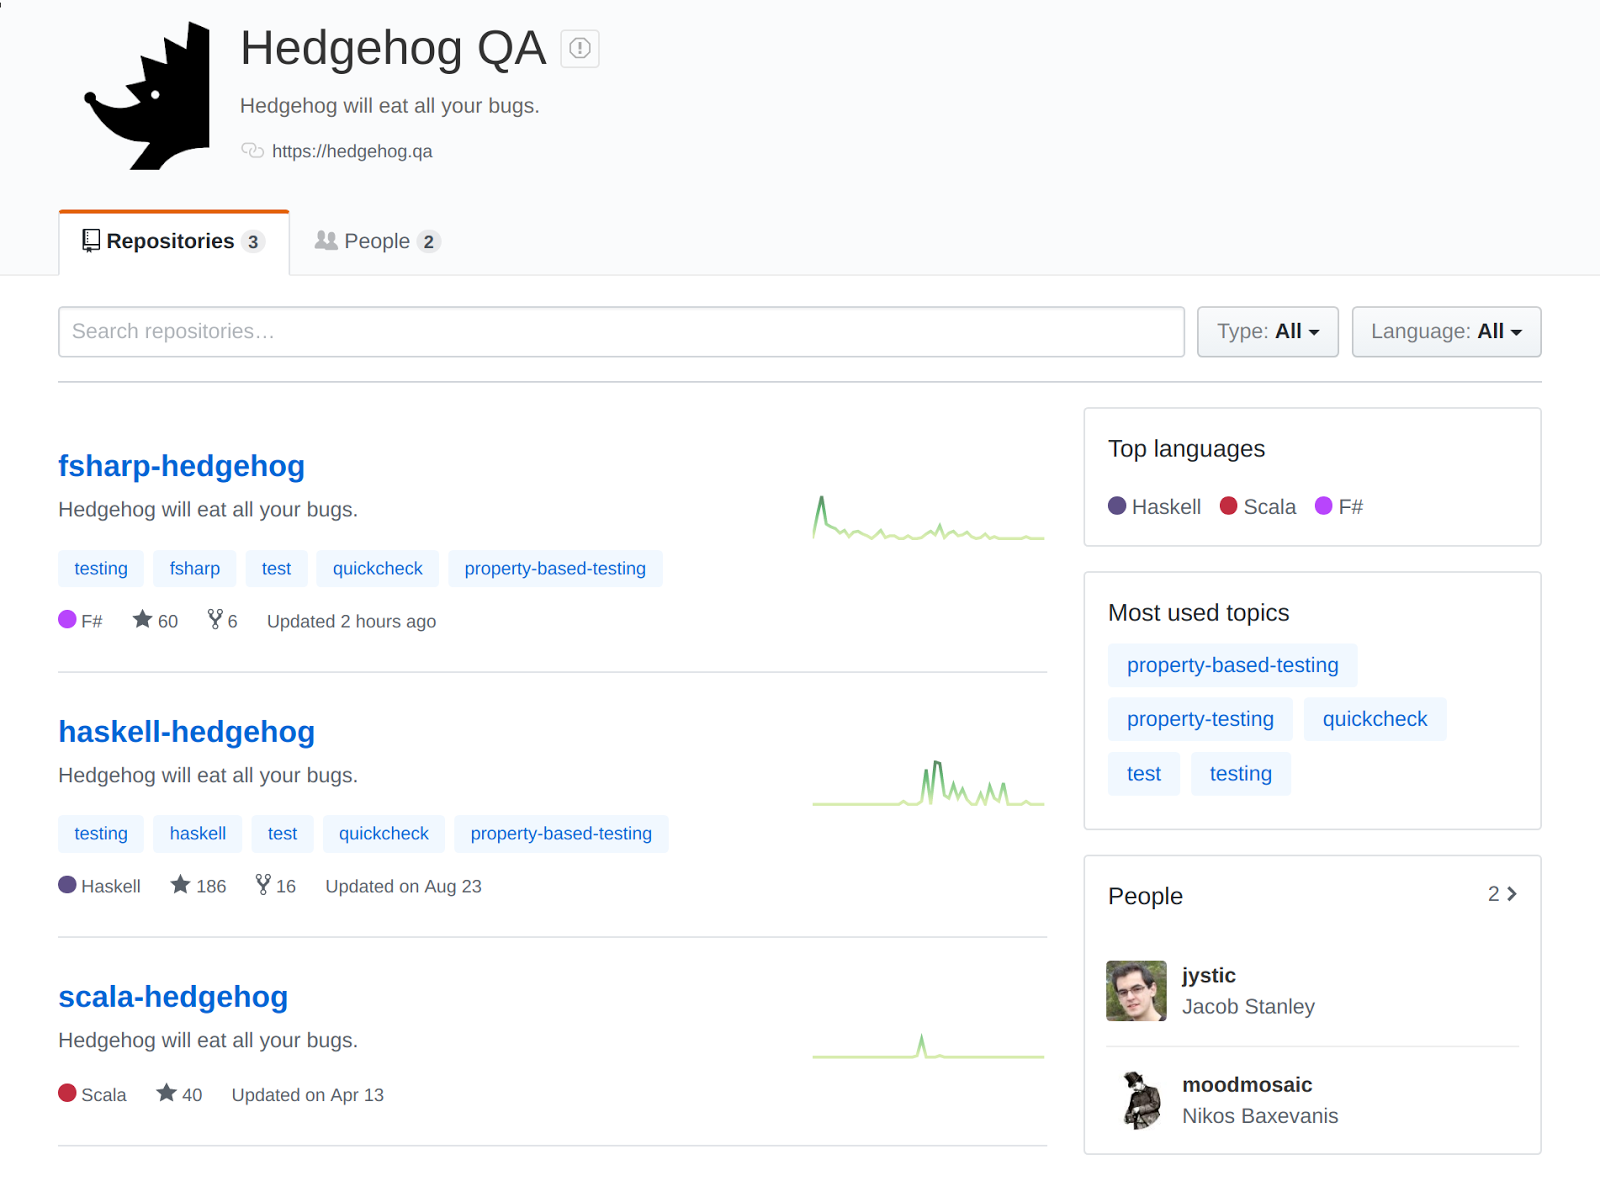 Hedgehog QA
Hedgehog will eat all your bugs.
https://hedgehog.qa
Repositories 3 People 2
Search repositories… Type: All Language: All
fsharp-hedgehog
Hedgehog will eat all your bugs.
testing fsharp test quickcheck property-based-testing
F# 60 6 Updated 2 hours ago
haskell-hedgehog
Hedgehog will eat all your bugs.
testing haskell test quickcheck property-based-testing
Haskell 186 16 Updated on Aug 23
scala-hedgehog
Hedgehog will eat all your bugs.
Scala 40 Updated on Apr 13
Top languages
Haskell Scala F#
Most used topics
property-based-testing
property-testing quickcheck
test testing
People 2
jystic
Jacob Stanley
moodmosaic
Nikos Baxevanis